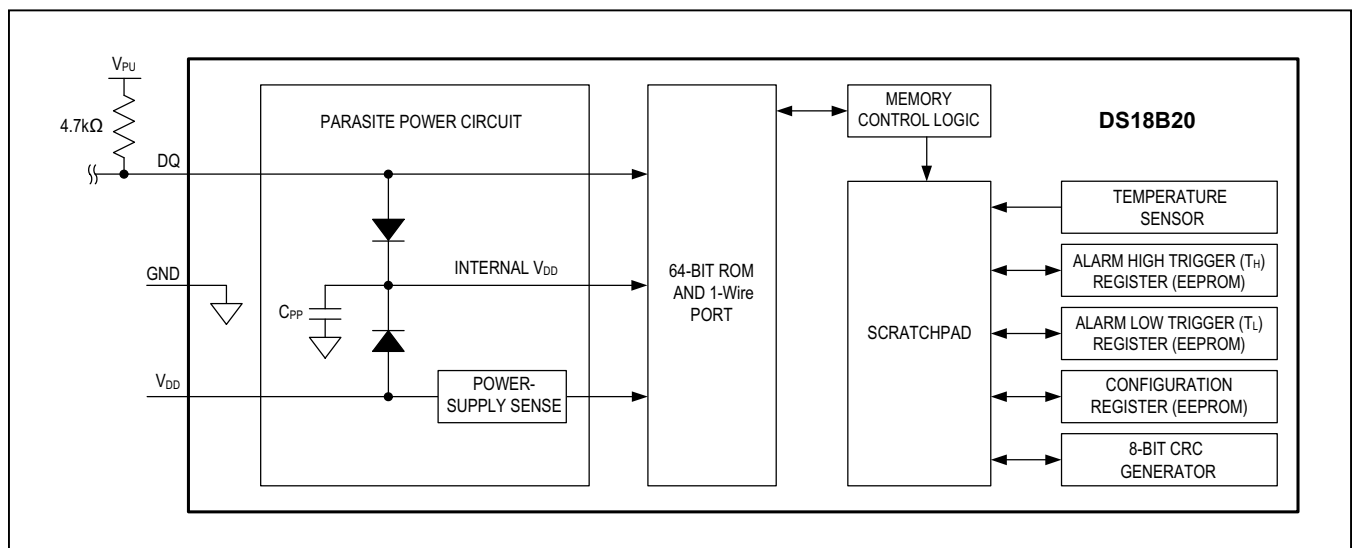 VPU
4.7kΩ
DQ
GND
VDD
PARASITE POWER CIRCUIT
INTERNAL VDD
CPP
POWER-
SUPPLY SENSE
64-BIT ROM
AND 1-Wire
PORT
MEMORY
CONTROL LOGIC
SCRATCHPAD
DS18B20
TEMPERATURE
SENSOR
ALARM HIGH TRIGGER (TH)
REGISTER (EEPROM)
ALARM LOW TRIGGER (TL)
REGISTER (EEPROM)
CONFIGURATION
REGISTER (EEPROM)
8-BIT CRC
GENERATOR